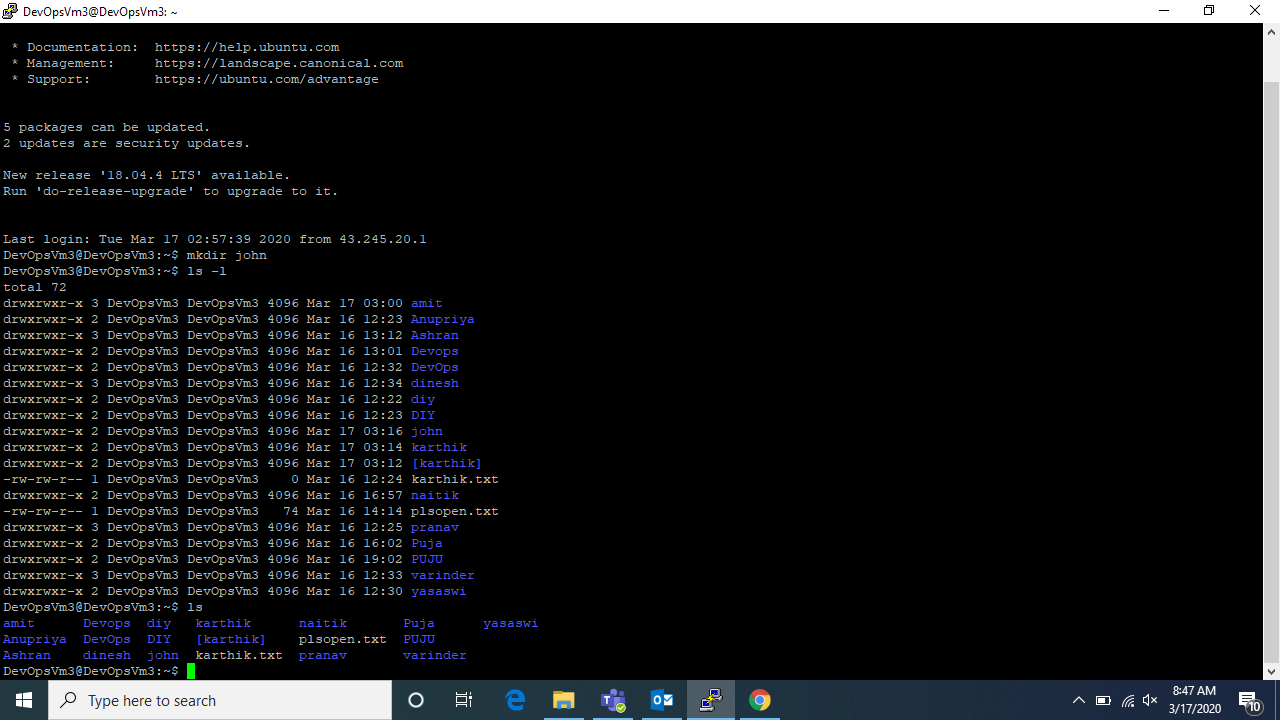 DevOpsVm3@DevOpsVm3: ~
* Documentation:  https://help.ubuntu.com
* Management:     https://landscape.canonical.com
* Support:        https://ubuntu.com/advantage
5 packages can be updated.
2 updates are security updates.
New release '18.04.4 LTS' available.
Run 'do-release-upgrade' to upgrade to it.
Last login: Tue Mar 17 02:57:39 2020 from 43.245.20.1
DevOpsVm3@DevOpsVm3:~$ mkdir john
DevOpsVm3@DevOpsVm3:~$ ls -l
total 72
drwxrwxr-x 3 DevOpsVm3 DevOpsVm3 4096 Mar 17 03:00 amit
drwxrwxr-x 2 DevOpsVm3 DevOpsVm3 4096 Mar 16 12:23 Anupriya
drwxrwxr-x 3 DevOpsVm3 DevOpsVm3 4096 Mar 16 13:12 Ashran
drwxrwxr-x 2 DevOpsVm3 DevOpsVm3 4096 Mar 16 13:01 Devops
drwxrwxr-x 2 DevOpsVm3 DevOpsVm3 4096 Mar 16 12:32 DevOps
drwxrwxr-x 3 DevOpsVm3 DevOpsVm3 4096 Mar 16 12:34 dinesh
drwxrwxr-x 2 DevOpsVm3 DevOpsVm3 4096 Mar 16 12:22 diy
drwxrwxr-x 2 DevOpsVm3 DevOpsVm3 4096 Mar 16 12:23 DIY
drwxrwxr-x 2 DevOpsVm3 DevOpsVm3 4096 Mar 17 03:16 john
drwxrwxr-x 2 DevOpsVm3 DevOpsVm3 4096 Mar 17 03:14 karthik
drwxrwxr-x 2 DevOpsVm3 DevOpsVm3 4096 Mar 17 03:12 [karthik]
-rw-rw-r-- 1 DevOpsVm3 DevOpsVm3    0 Mar 16 12:24 karthik.txt
drwxrwxr-x 2 DevOpsVm3 DevOpsVm3 4096 Mar 16 16:57 naitik
-rw-rw-r-- 1 DevOpsVm3 DevOpsVm3   74 Mar 16 14:14 plsopen.txt
drwxrwxr-x 3 DevOpsVm3 DevOpsVm3 4096 Mar 16 12:25 pranav
drwxrwxr-x 2 DevOpsVm3 DevOpsVm3 4096 Mar 16 16:02 Puja
drwxrwxr-x 2 DevOpsVm3 DevOpsVm3 4096 Mar 16 19:02 PUJU
drwxrwxr-x 3 DevOpsVm3 DevOpsVm3 4096 Mar 16 12:33 varinder
drwxrwxr-x 2 DevOpsVm3 DevOpsVm3 4096 Mar 16 12:30 yasaswi
DevOpsVm3@DevOpsVm3:~$ ls
amit      Devops  diy   karthik      naitik       Puja      yasaswi
Anupriya  DevOps  DIY   [karthik]    plsopen.txt  PUJU
Ashran    dinesh  john  karthik.txt  pranav       varinder
DevOpsVm3@DevOpsVm3:~$
Type here to search
8:47 AM
3/17/2020
10